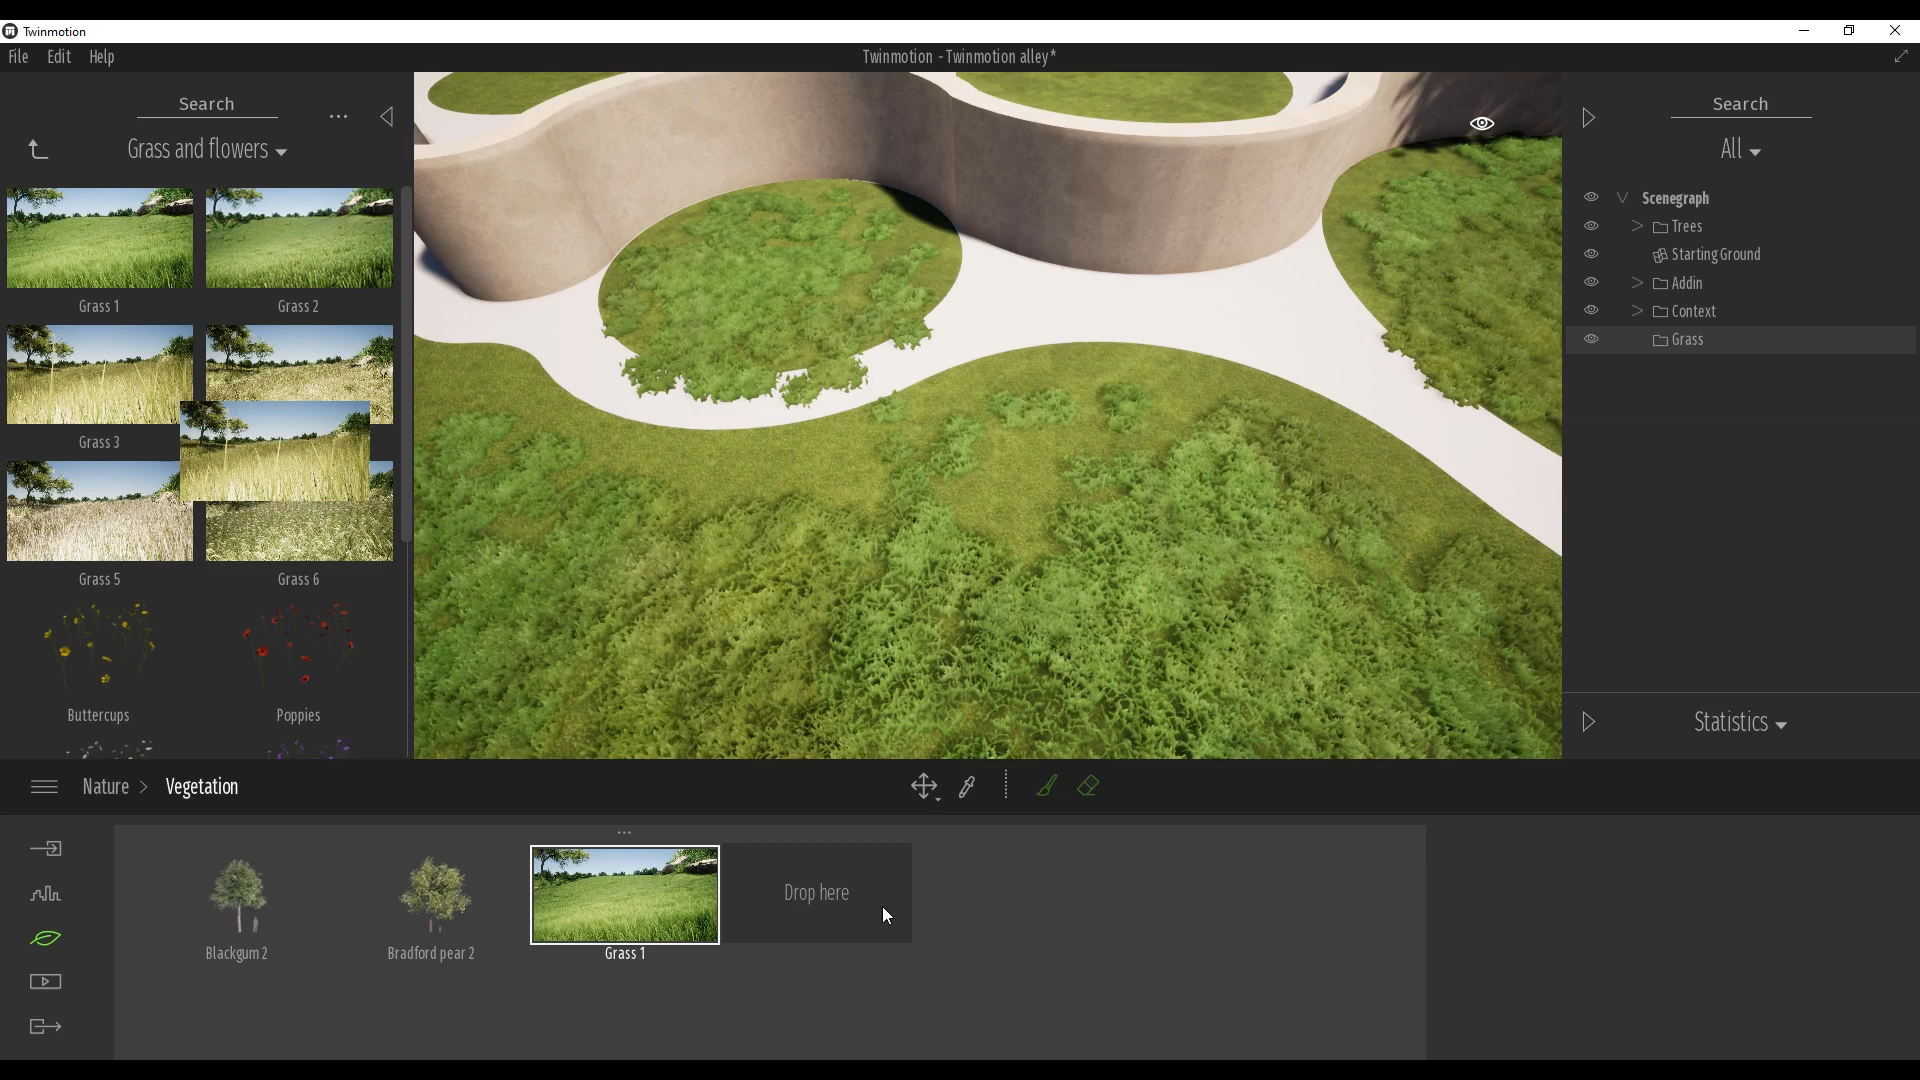 Twinmotion
File Edit Help
Twinmotion - Twinmotion alley*
Search
...
Grass and flowers
Grass 1
Grass 2
Grass 3
Grass 5
Grass 6
Buttercups
Poppies
Search
All
Scenegraph
Trees
Starting Ground
Addin
Context
Grass
Statistics
Nature > Vegetation
...
Blackgum 2
Bradford pear 2
Grass 1
Drop here